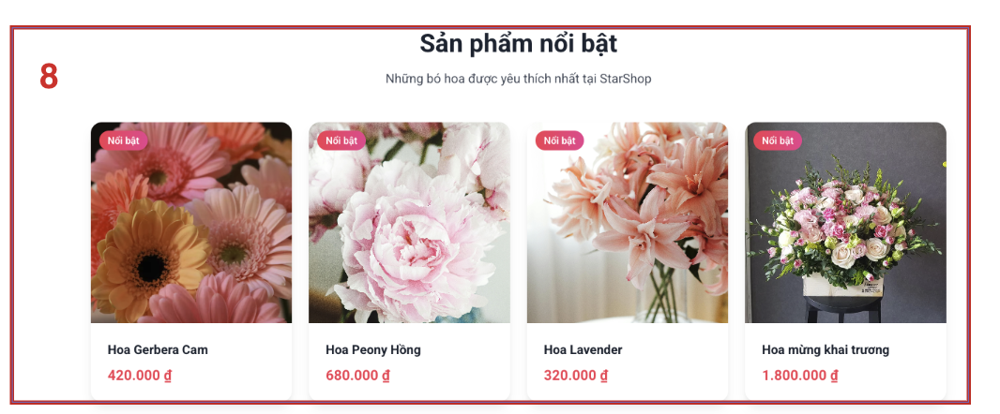 Sản phẩm nổi bật
8
Những bó hoa được yêu thích nhất tại StarShop
Nổi bật
Nổi bật
Nổi bật
Nổi bật
Hoa Gerbera Cam
Hoa Peony Hồng
Hoa Lavender
Hoa mừng khai trương
420.000 ₫
680.000 ₫
320.000 ₫
1.800.000 ₫